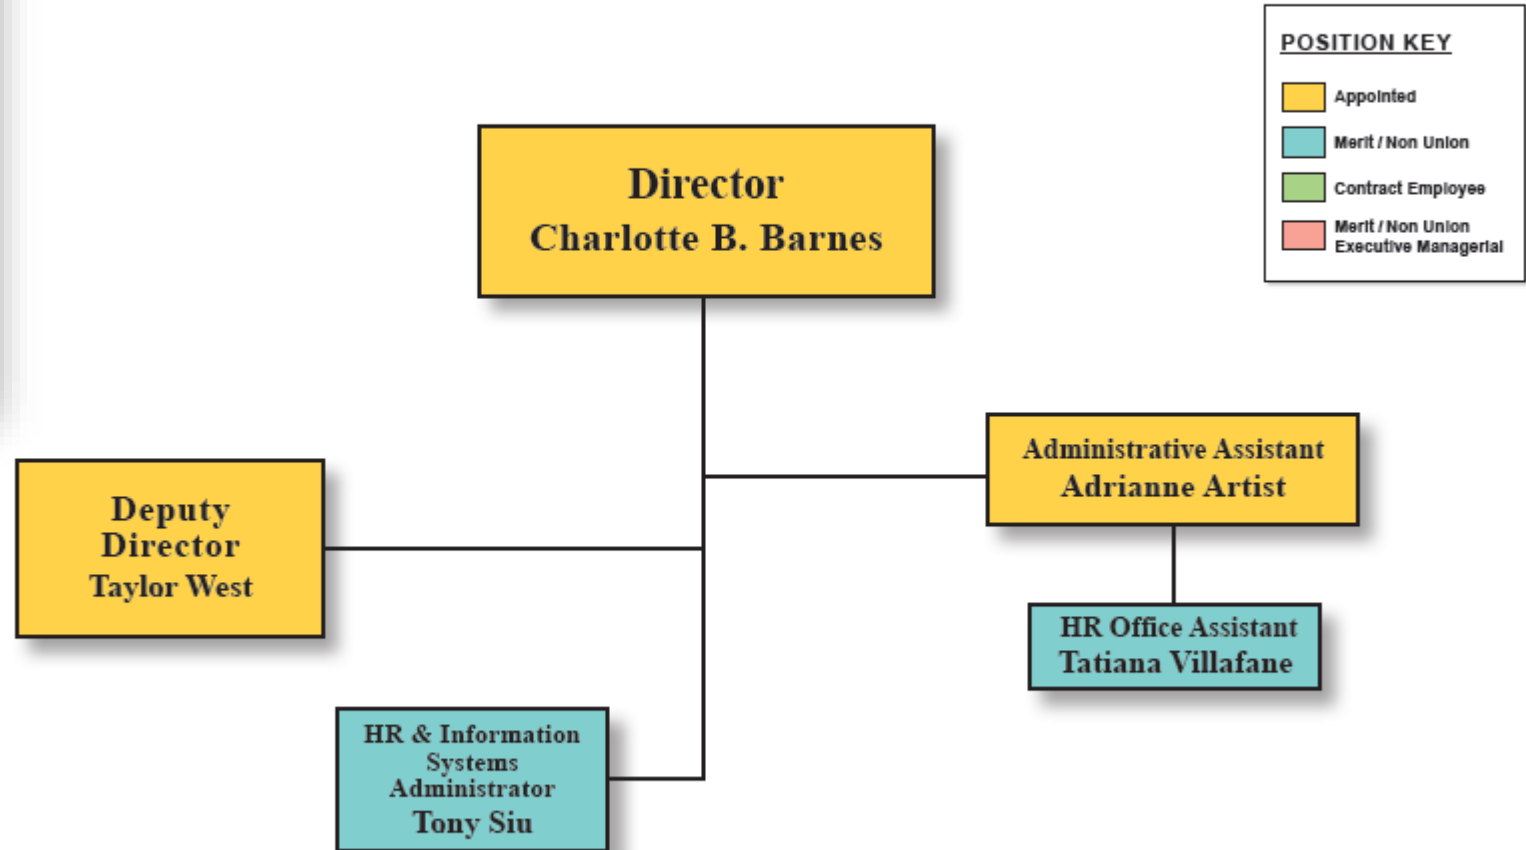 POSITION KEY
Appointed
Merit / Non Union
Contract Employee
Merit / Non Union
Executive Managerial
Director
Charlotte B. Barnes
Administrative Assistant
Adrianne Artist
Deputy
Director
Taylor West
HR Office Assistant
Tatiana Villafane
HR & Information
Systems
Administrator
Tony Siu